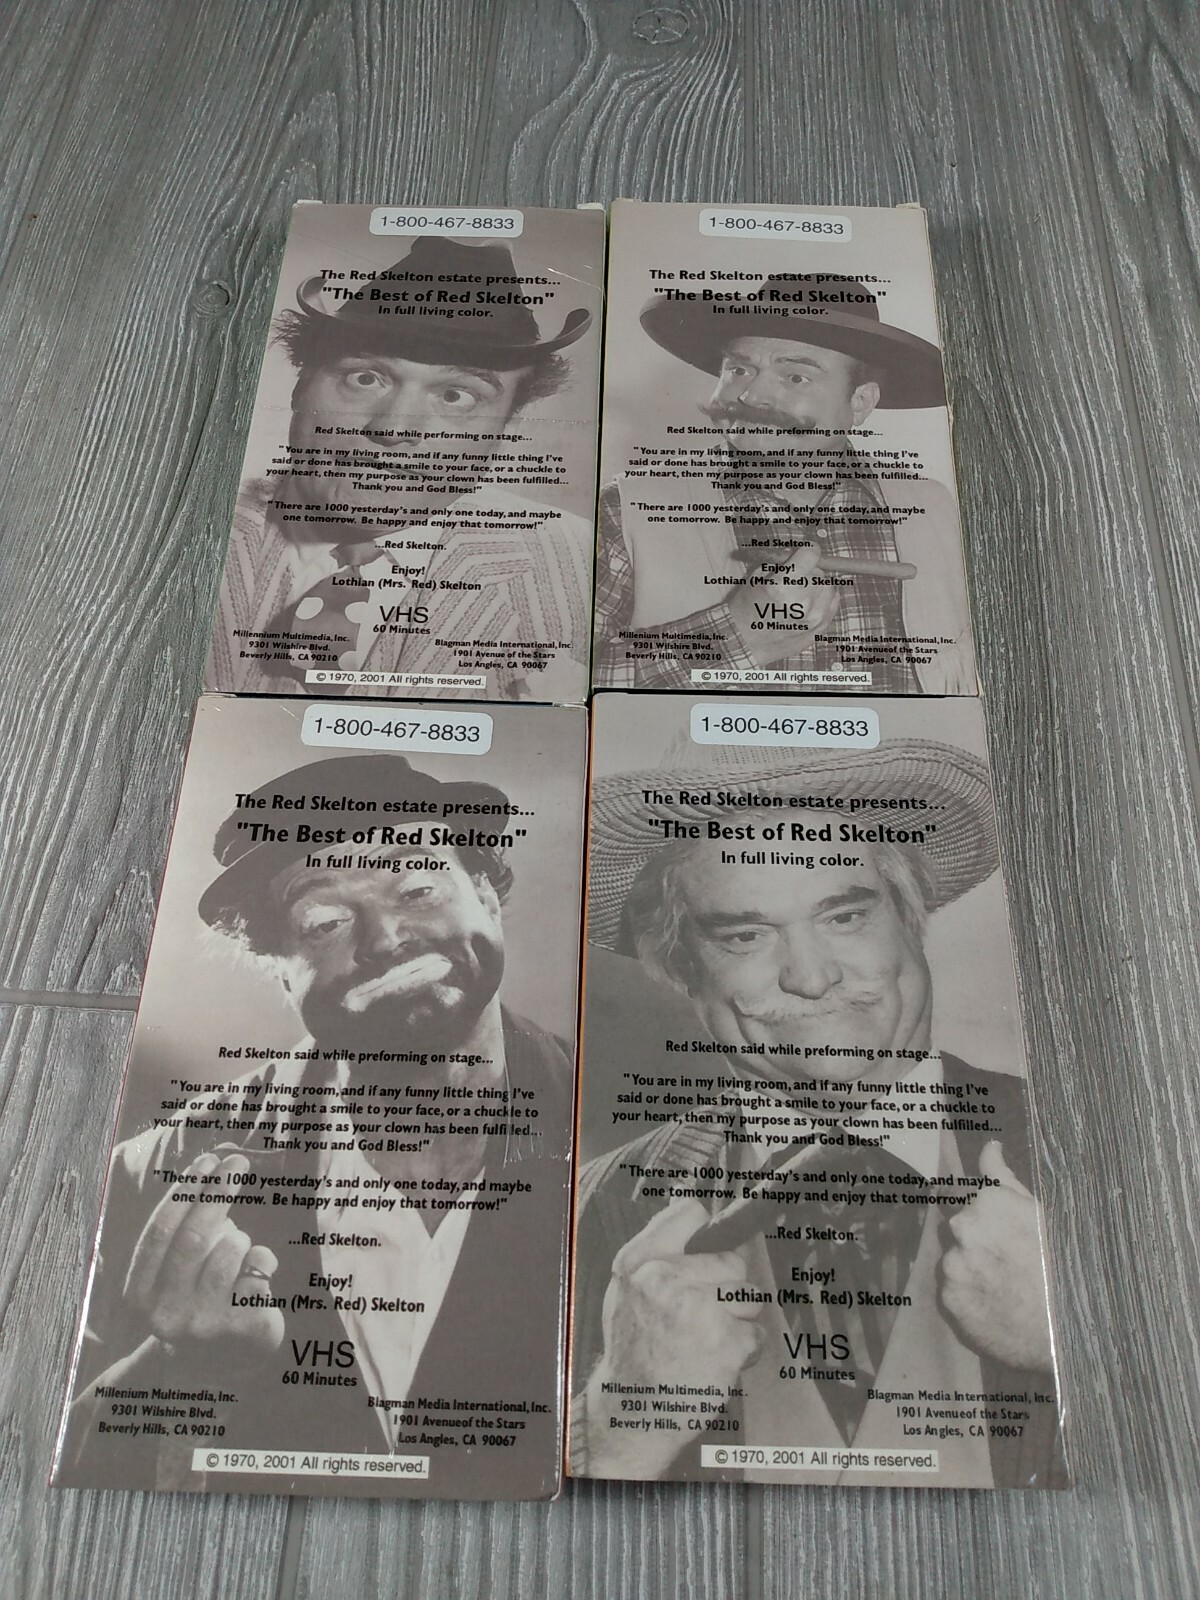 1-800-467-8833
The Red Skelton estate presents...
"The Best of Red Skelton"
In full living color.
Red Skelton said while performing on stage...
"You are in my living room, and if any funny little thing I've
said or done has brought a smile to your face, or a chuckle to
your heart, then my purpose as your clown has been fulfilled...
Thank you and God Bless!"
"There are 1000 yesterday's and only one today, and maybe
one tomorrow. Be happy and enjoy that tomorrow!"
...Red Skelton.
Enjoy!
Lothian (Mrs. Red) Skelton
VHS
60 Minutes
Millennium Multimedia, Inc.
9301 Wilshire Blvd.
Beverly Hills, CA 90210
Blagman Media International, Inc.
1901 Avenue of the Stars
Los Angles, CA 90067
© 1970, 2001 All rights reserved.
1-800-467-8833
The Red Skelton estate presents...
"The Best of Red Skelton"
In full living color.
Red Skelton said while preforming on stage...
"You are in my living room, and if any funny little thing I've
said or done has brought a smile to your face, or a chuckle to
your heart, then my purpose as your clown has been fulfilled...
Thank you and God Bless!"
"There are 1000 yesterday's and only one today, and maybe
one tomorrow. Be happy and enjoy that tomorrow!"
...Red Skelton.
Enjoy!
Lothian (Mrs. Red) Skelton
VHS
60 Minutes
Millenium Multimedia, Inc.
9301 Wilshire Blvd.
Beverly Hills, CA 90210
Blagman Media International, Inc.
1901 Avenueof the Stars
Los Angles, CA 90067
© 1970, 2001 All rights reserved.
1-800-467-8833
The Red Skelton estate presents...
"The Best of Red Skelton"
In full living color.
Red Skelton said while preforming on stage...
"You are in my living room, and if any funny little thing I've
said or done has brought a smile to your face, or a chuckle to
your heart, then my purpose as your clown has been fulfilled...
Thank you and God Bless!"
"There are 1000 yesterday's and only one today, and maybe
one tomorrow. Be happy and enjoy that tomorrow!"
...Red Skelton.
Enjoy!
Lothian (Mrs. Red) Skelton
VHS
60 Minutes
Millenium Multimedia, Inc.
9301 Wilshire Blvd.
Beverly Hills, CA 90210
Blagman Media International, Inc.
1901 Avenueof the Stars
Los Angles, CA 90067
© 1970, 2001 All rights reserved.
1-800-467-8833
The Red Skelton estate presents...
"The Best of Red Skelton"
In full living color.
Red Skelton said while preforming on stage...
"You are in my living room, and if any funny little thing I've
said or done has brought a smile to your face, or a chuckle to
your heart, then my purpose as your clown has been fulfilled...
Thank you and God Bless!"
"There are 1000 yesterday's and only one today, and maybe
one tomorrow. Be happy and enjoy that tomorrow!"
...Red Skelton.
Enjoy!
Lothian (Mrs. Red) Skelton
VHS
60 Minutes
Millenium Multimedia, Inc.
9301 Wilshire Blvd.
Beverly Hills, CA 90210
Blagman Media International, Inc.
1901 Avenueof the Stars
Los Angles, CA 90067
© 1970, 2001 All rights reserved.